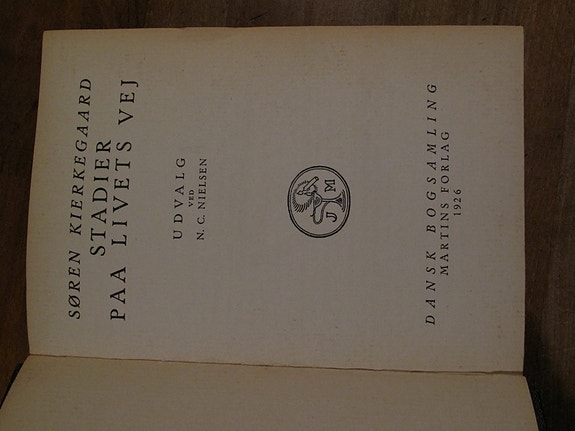 SØREN KIERKEGAARD
STADIER
PAA LIVETS VEJ
UDVALG
VED
N. C. NIELSEN
J M
DANSK BOGSAMLING
MARTINS FORLAG
1926